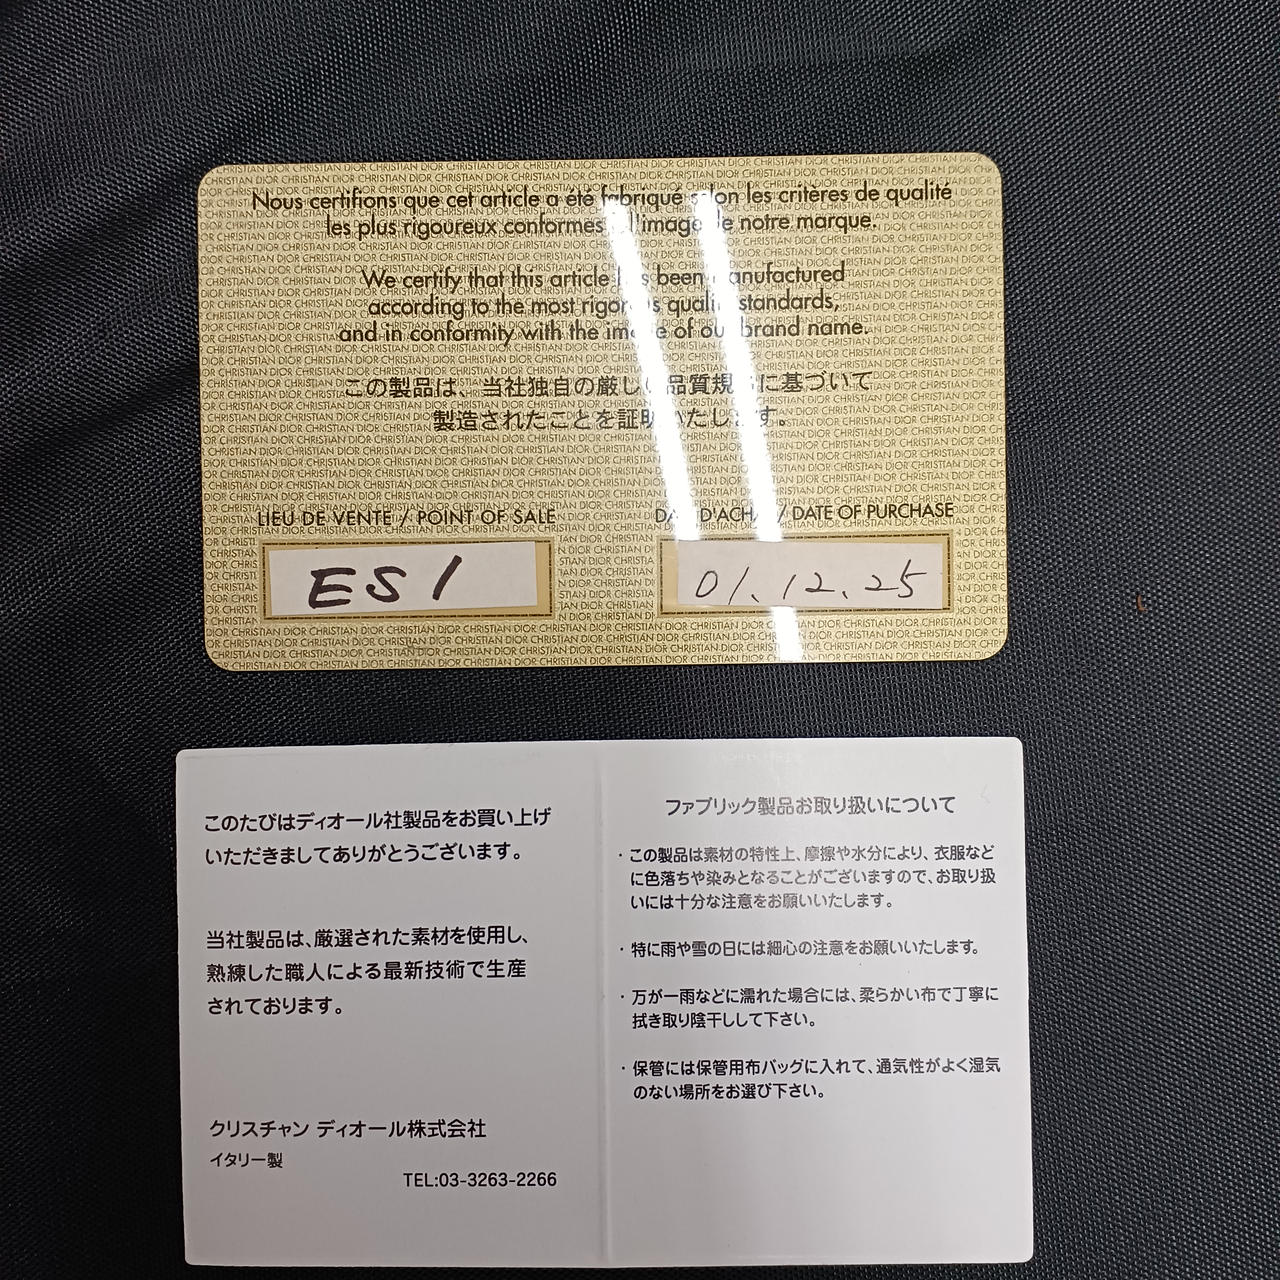 Nous certifions que cet article a été fabriqué selon les critères de qualité
les plus rigoureux conformes l'image de notre marque.
We certify that this article has been manufactured
according to the most rigorous quality standards,
and in conformity with the image of our brand name.
この製品は、当社独自の厳しい品質規格に基づいて
製造されたことを証明いたします。
LIEU DE VENTE / POINT OF SALE
DATE D'ACHAT / DATE OF PURCHASE
ES1
01.12.25
このたびはディオール社製品をお買い上げ
いただきましてありがとうございます。
当社製品は、厳選された素材を使用し、
熟練した職人による最新技術で生産
されております。
クリスチャン ディオール株式会社
イタリー製
TEL:03-3263-2266
ファブリック製品お取り扱いについて
・この製品は素材の特性上、摩擦や水分により、衣服など
に色落ちや染みとなることがございますので、お取り扱
いには十分な注意をお願いいたします。
・特に雨や雪の日には細心の注意をお願いいたします。
・万が一雨などに濡れた場合には、柔らかい布で丁寧に
拭き取り陰干しして下さい。
・保管には保管用布バッグに入れて、通気性がよく湿気
のない場所をお選び下さい。